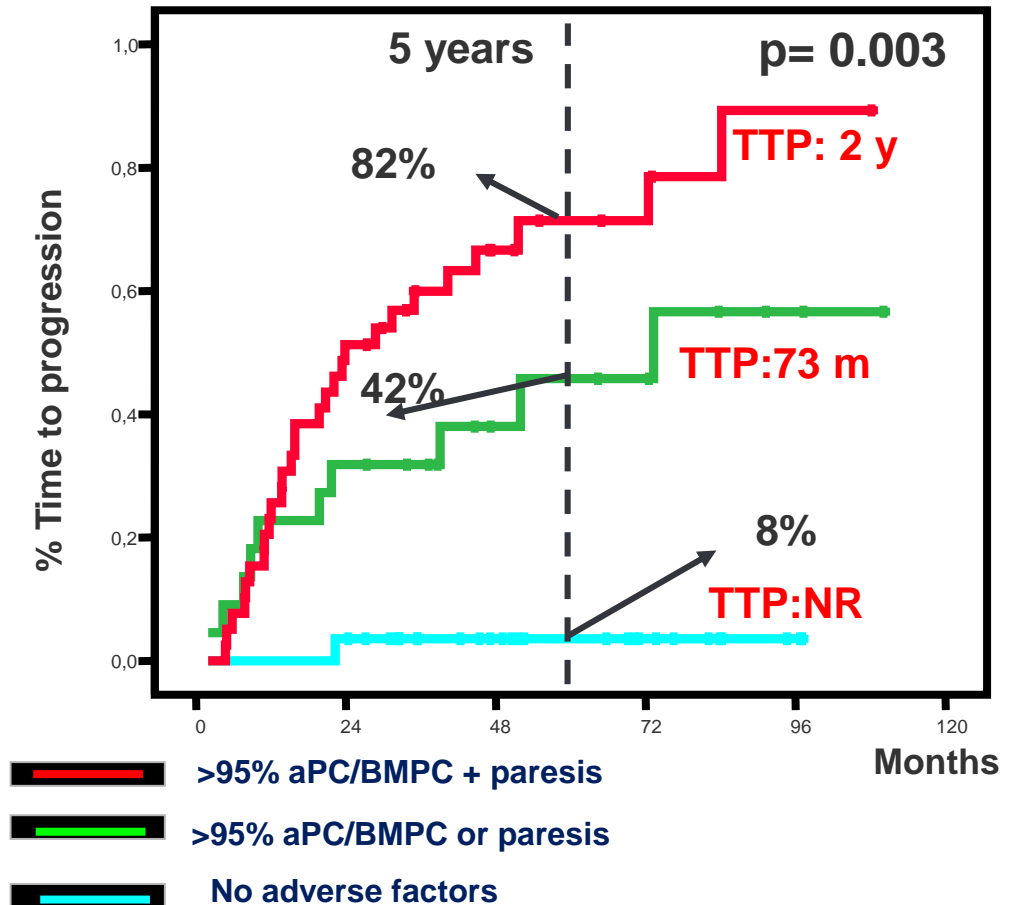 5 years
p= 0.003
1,0
TTP: 2 y
82%
0,8
% Time to progression
0,6
TTP:73 m
42%
0,4
8%
0,2
TTP:NR
0,0
0 24 48 72 96 120
Months
>95% aPC/BMPC + paresis
>95% aPC/BMPC or paresis
No adverse factors